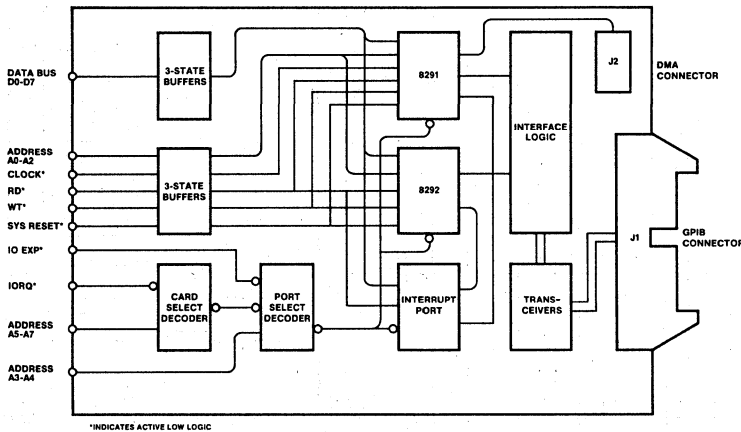 DATA BUS
D0-D7
3-STATE
BUFFERS
8291
J2
DMA
CONNECTOR
INTERFACE
LOGIC
ADDRESS
A0-A2
CLOCK*
RD*
WT*
SYS RESET*
3-STATE
BUFFERS
8292
J1
GPIB
CONNECTOR
IO EXP*
IORQ*
ADDRESS
A5-A7
ADDRESS
A3-A4
CARD
SELECT
DECODER
PORT
SELECT
DECODER
INTERRUPT
PORT
TRANS-
CEIVERS
*INDICATES ACTIVE LOW LOGIC